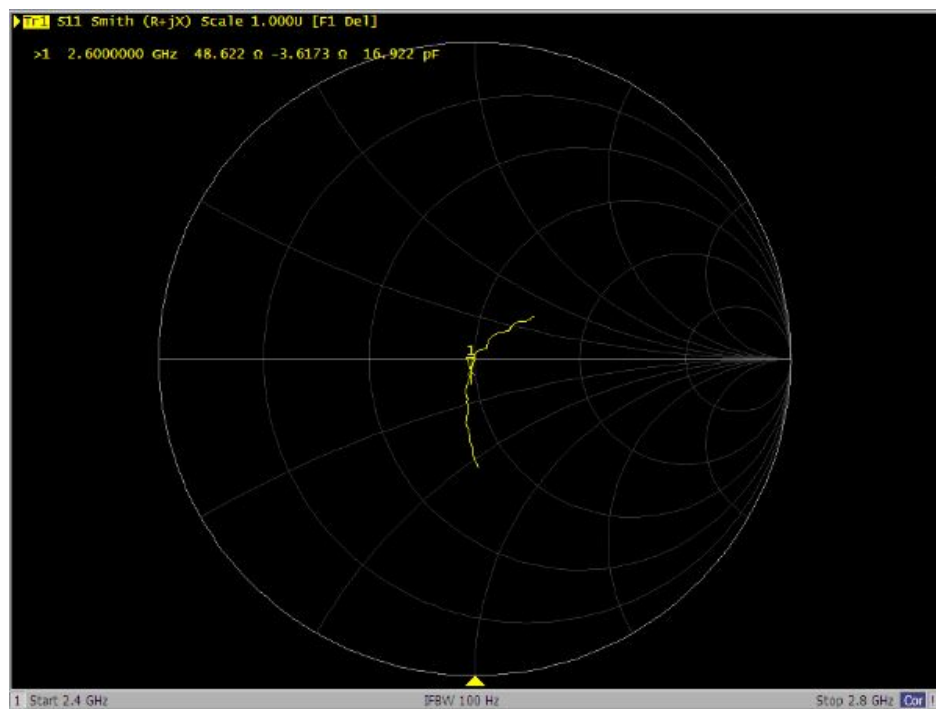 Tr1 S11 Smith (R+jX) Scale 1.000U [F1 Del]
>1 2.6000000 GHz 48.622 Ω -3.6173 Ω 16.922 pF
1
1 Start 2.4 GHz IFBW 100 Hz Stop 2.8 GHz Cor !